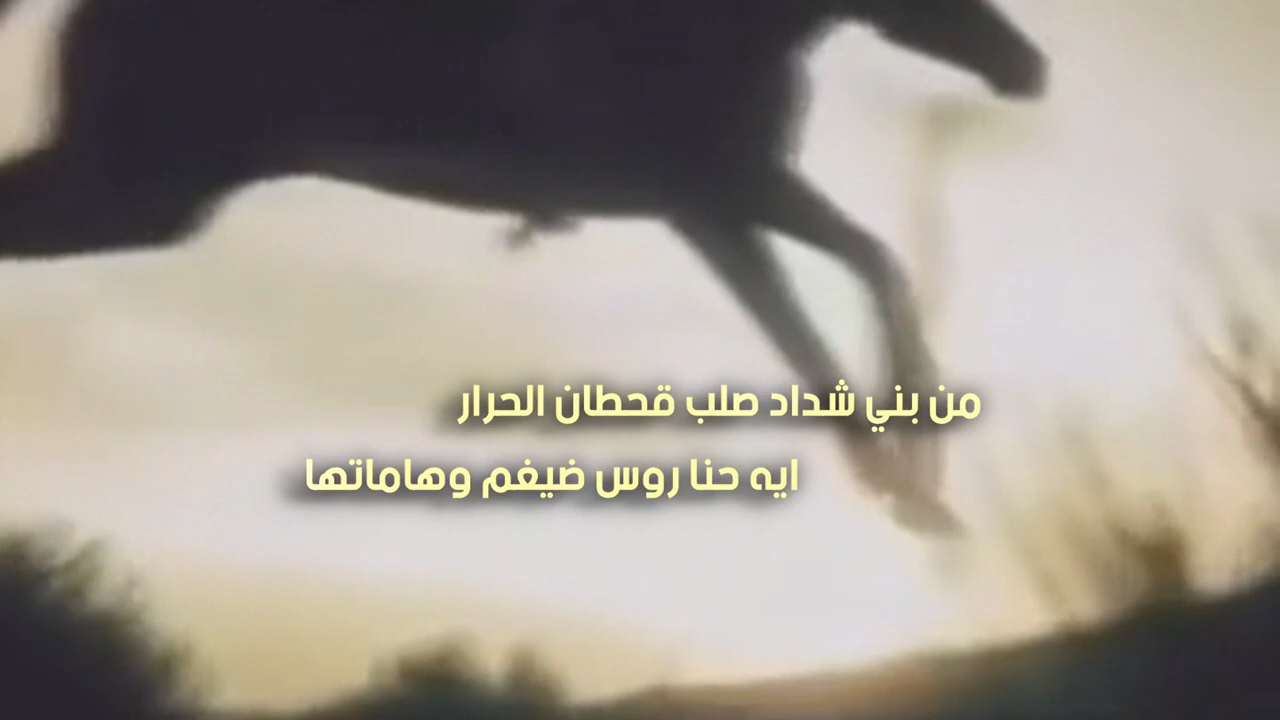 من بني شداد صلب قحطان الحرار
ايه حنا روس ضيغم وهاماتها